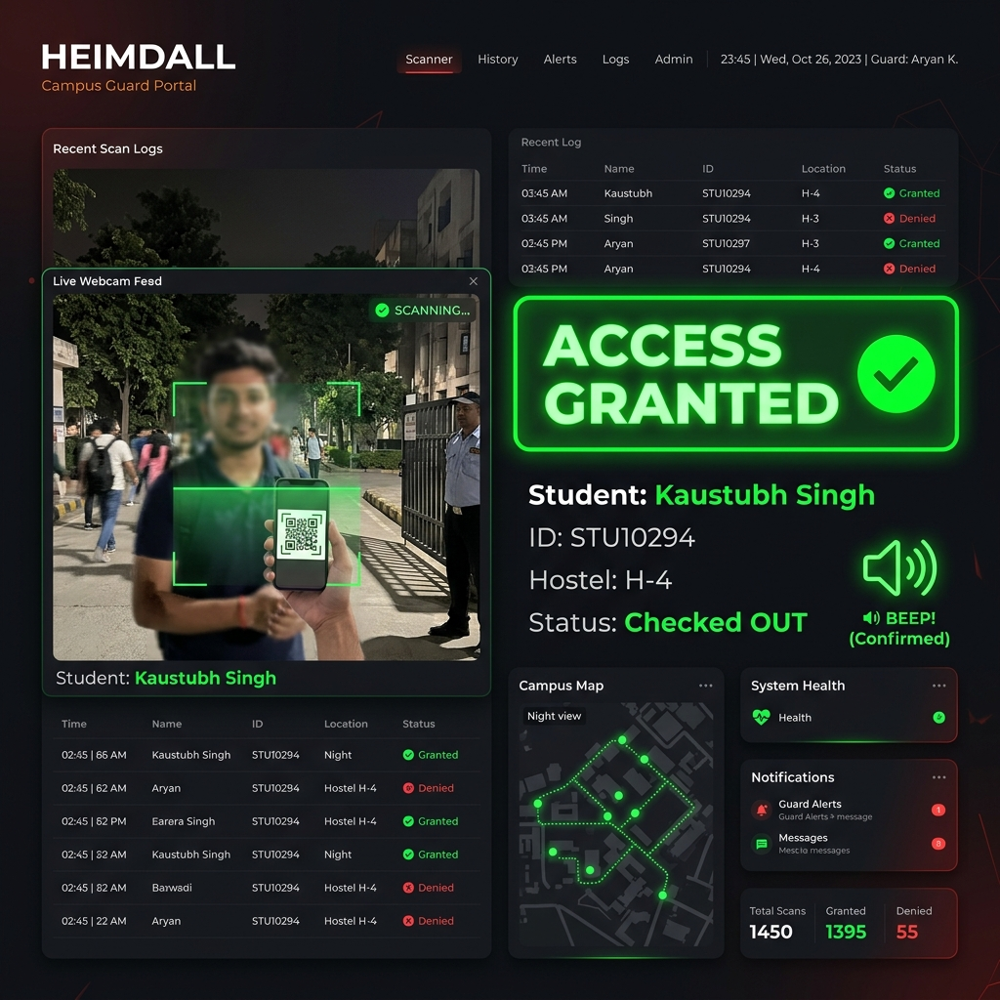 HEIMDALL
Campus Guard Portal
Scanner History Alerts Logs Admin 23:45 | Wed, Oct 26, 2023 | Guard: Aryan K.
Recent Scan Logs
Live Webcam Feed
SCANNING...
Student: Kaustubh Singh
Time Name ID Location Status
02:45 | 66 AM Kaustubh Singh STU10294 Night Granted
02:45 | 62 AM Aryan STU10294 Hostel H-4 Denied
02:45 | 62 PM Earera Singh STU10294 Hostel H-4 Granted
02:45 | 32 AM Kaustubh Singh STU10294 Night Granted
02:45 | 82 AM Barwadi STU10294 Hostel H-4 Denied
02:45 | 22 AM Aryan STU10294 Hostel H-4 Denied
Recent Log
Time Name ID Location Status
03:45 AM Kaustubh STU10294 H-4 Granted
03:45 AM Singh STU10294 H-3 Denied
02:45 PM Aryan STU10297 H-3 Granted
03:45 PM Aryan STU10294 H-4 Denied
ACCESS
GRANTED
Student: Kaustubh Singh
ID: STU10294
Hostel: H-4
Status: Checked OUT
BEEP!
(Confirmed)
Campus Map
Night view
System Health
Health
Notifications
Guard Alerts
Guard Alerts > message
1
Messages
messages
8
Total Scans Granted Denied
1450 1395 55